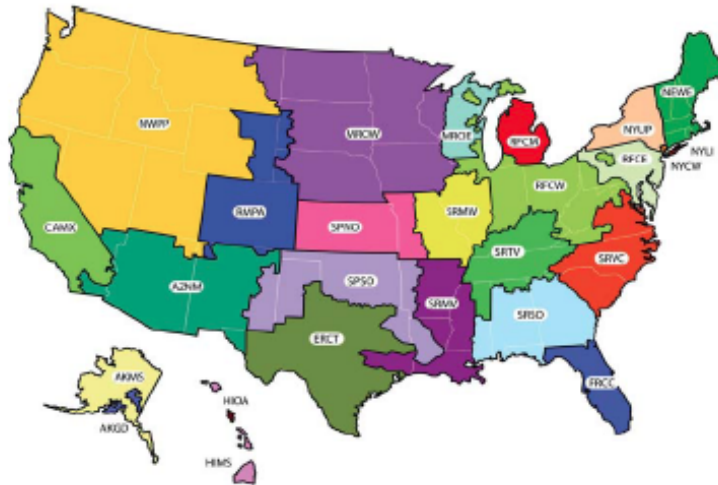 NEWE
NWPP
MROW
NYUP
MROE
RFCM
NYLI
RFCE
NYCW
RFCW
RMPA
SRMW
CAMX
SPNO
SRVC
SRTV
AZNM
SPSO
SRMV
SRSO
ERCT
AKMS
FRCC
HIOA
AKGD
HIMS